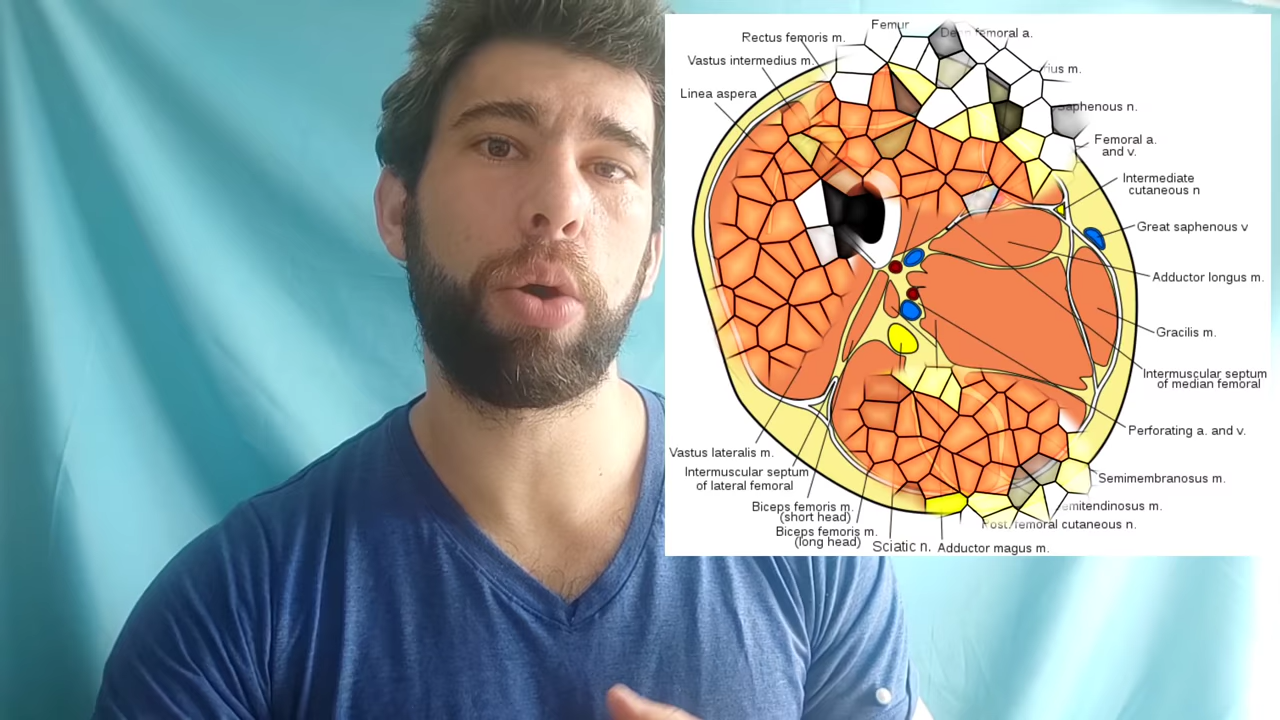 Femur
Rectus femoris m.
femoral a.
Vastus intermedius m.
m.
Linea aspera
Saphenous n.
Femoral a.
and v.
Intermediate
cutaneous n
Great saphenous v
Adductor longus m.
Gracilis m.
Intermuscular septum
of median femoral
Perforating a. and v.
Vastus lateralis m.
Intermuscular septum
of lateral femoral
Semimembranosus m.
Biceps femoris m.
(short head)
m.
Post. femoral cutaneous n.
Biceps femoris m.
(long head)
Sciatic n.
Adductor magus m.